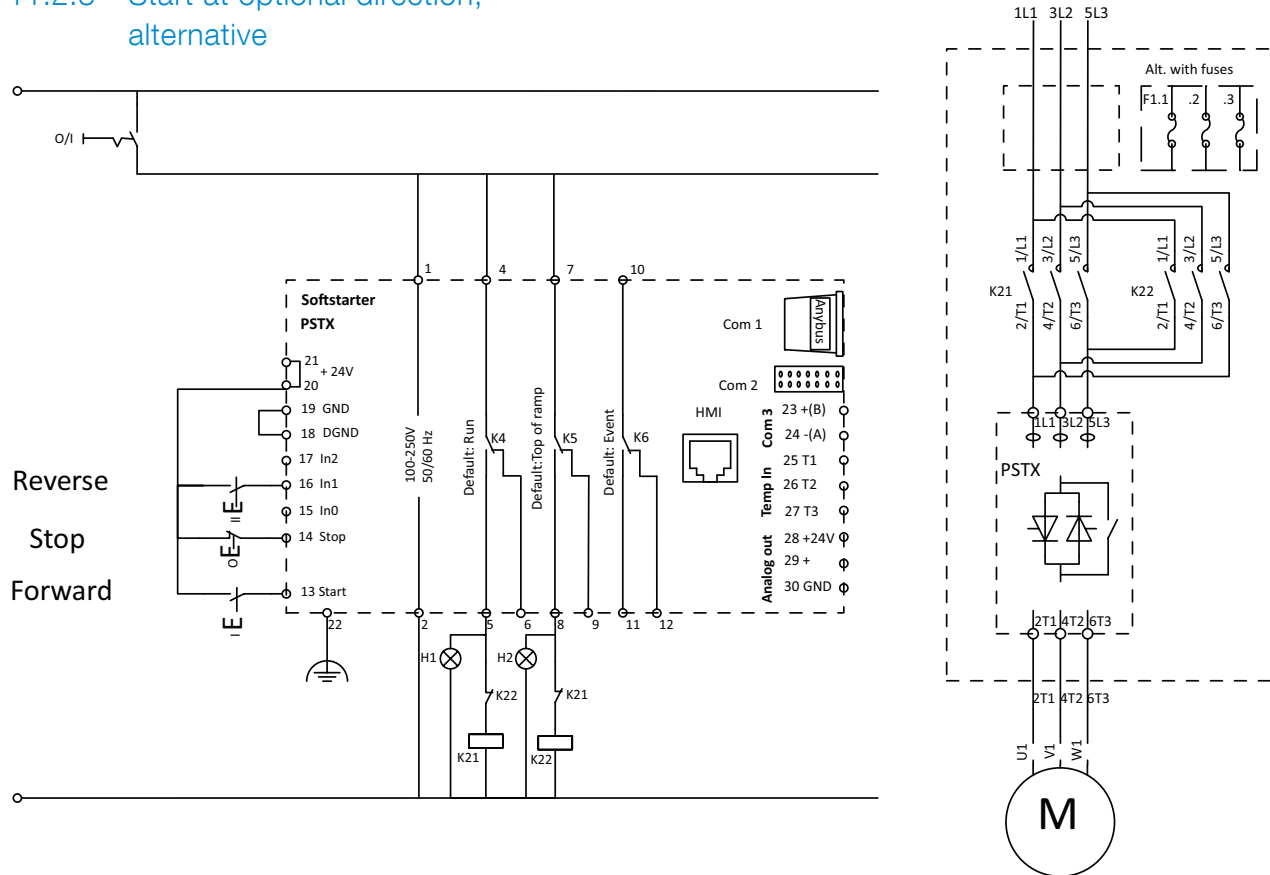 11.2.3 Start at optional direction,
alternative
O/I
1 4 7 10
Softstarter
PSTX
21
+ 24V
20
19 GND
18 DGND
17 In2
16 In1
15 In0
14 Stop
13 Start
22
Reverse
Stop
Forward
II
O
I
100-250V
50/60 Hz
Default: Run
K4
Default:Top of ramp
K5
Default: Event
K6
Com 1
Anybus
Com 2
HMI
Com 3
Temp In
Analog out
23 +(B)
24 -(A)
25 T1
26 T2
27 T3
28 +24V
29 +
30 GND
2 5 6 8 9 11 12
H1 H2
K22 K21
K21 K22
1L1 3L2 5L3
Alt. with fuses
F1.1 .2 .3
1/L1 3/L2 5/L3 1/L1 3/L2 5/L3
K21 K22
2/T1 4/T2 6/T3 2/T1 4/T2 6/T3
1L1 3L2 5L3
PSTX
2T1 4T2 6T3
2T1 4T2 6T3
U1 V1 W1
M